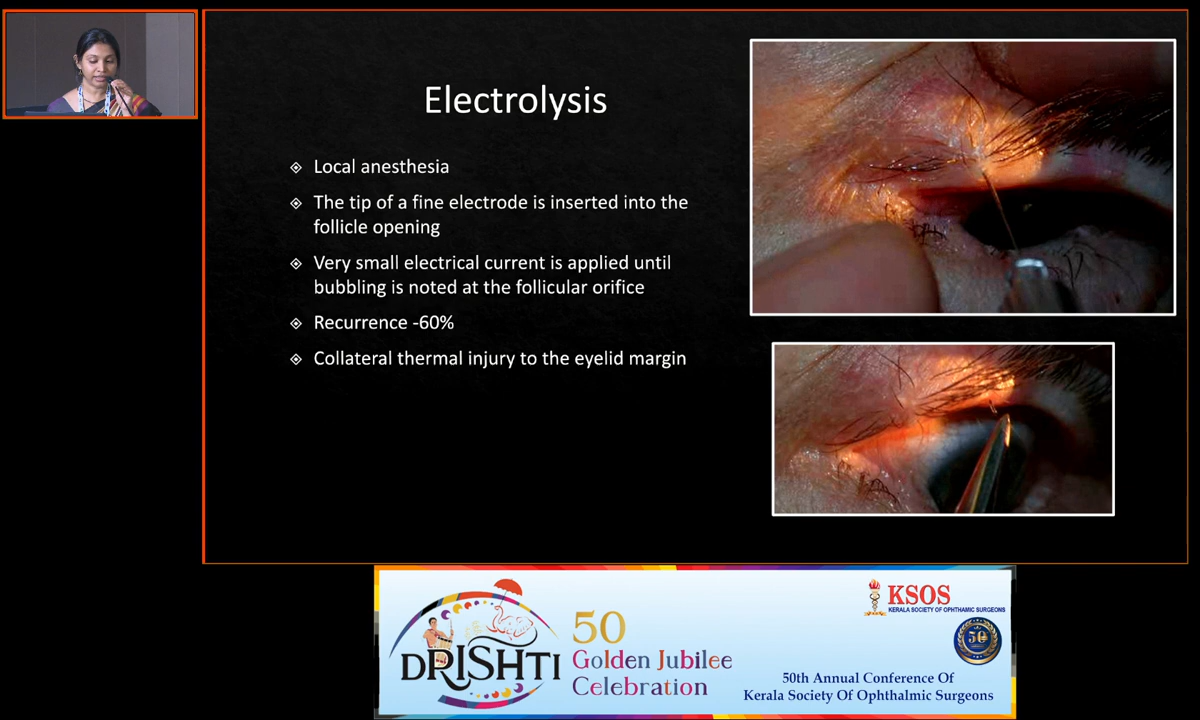 Electrolysis
Local anesthesia
The tip of a fine electrode is inserted into the
follicle opening
Very small electrical current is applied until
bubbling is noted at the follicular orifice
Recurrence -60%
Collateral thermal injury to the eyelid margin
DRISHTI
50
Golden Jubilee
Celebration
KSOS
KERALA SOCIETY OF OPHTHAMIC SURGEONS
50
50th Annual Conference Of
Kerala Society Of Ophthalmic Surgeons